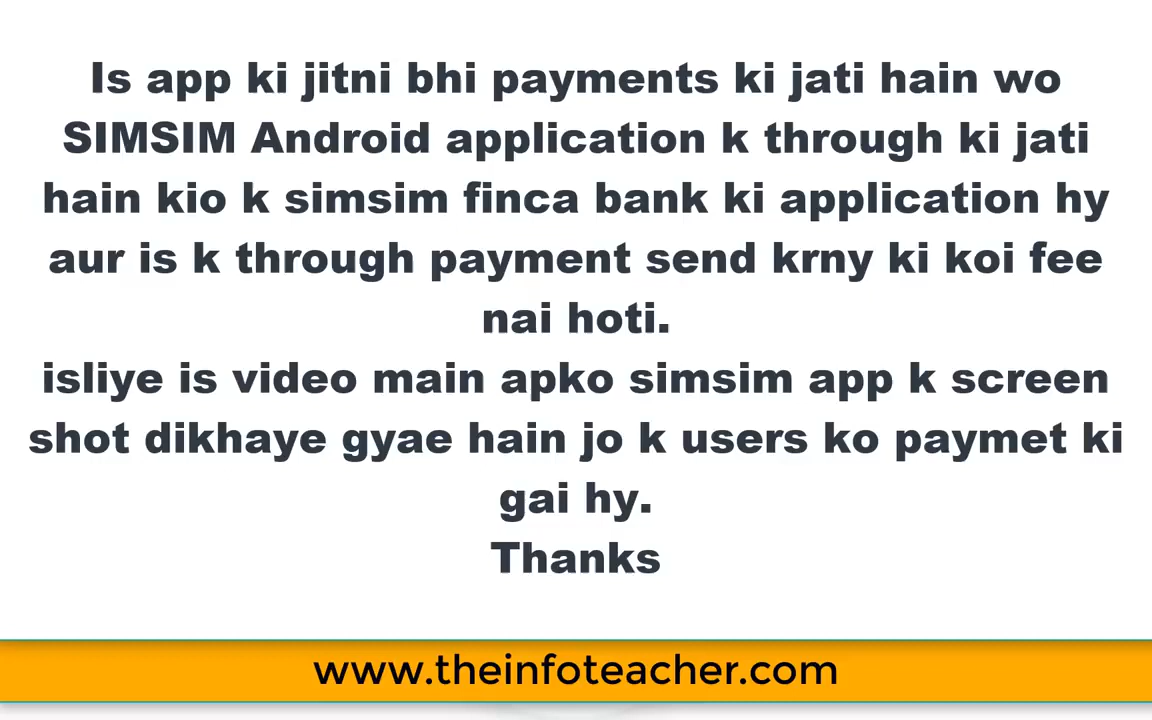 Is app ki jitni bhi payments ki jati hain wo
SIMSIM Android application k through ki jati
hain kio k simsim finca bank ki application hy
aur is k through payment send krny ki koi fee
nai hoti.
isliye is video main apko simsim app k screen
shot dikhaye gyae hain jo k users ko paymet ki
gai hy.
Thanks
www.theinfoteacher.com